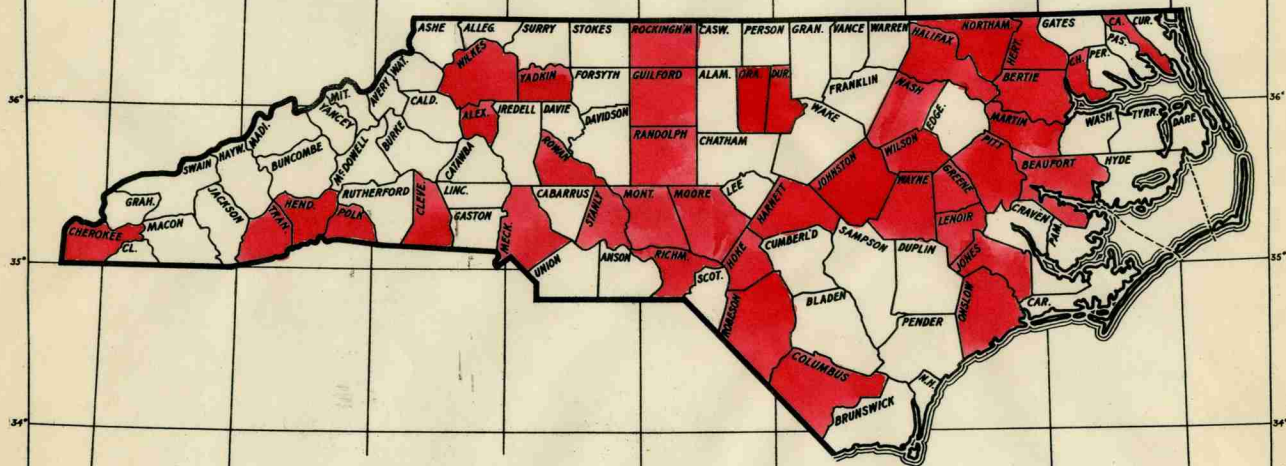 ASHE ALLEG. SURRY STOKES ROCKINGH'M CASW. PERSON GRAN. VANCE WARREN NORTHAM. GATES CA. CUR.
HALIFAX HERT. PAS.
WILKES YADKIN FORSYTH GUILFORD ALAM. ORA. DUR. FRANKLIN NASH BERTIE CH. PER.
36° WAT. AVERY MIT. YANCEY CALD. ALEX. IREDELL DAVIE DAVIDSON WAKE EDGE. MARTIN WASH. TYRR. DARE 36°
MADI. BURKE McDOWELL RANDOLPH CHATHAM WILSON PITT BEAUFORT HYDE
SWAIN HAYW. BUNCOMBE CATAWBA ROWAN JOHNSTON GREENE
GRAH. JACKSON RUTHERFORD LINC. CABARRUS STANLY MONT. MOORE LEE HARNETT WAYNE LENOIR CRAVEN PAM.
CHEROKEE CL. MACON TRAN. HEND. POLK CLEVE. GASTON MECK. CUMBERL'D SAMPSON DUPLIN JONES
35° UNION ANSON RICHM. SCOT. HOKE 35°
ROBESON BLADEN ONSLOW CAR.
PENDER
COLUMBUS N.H.
34° BRUNSWICK 34°